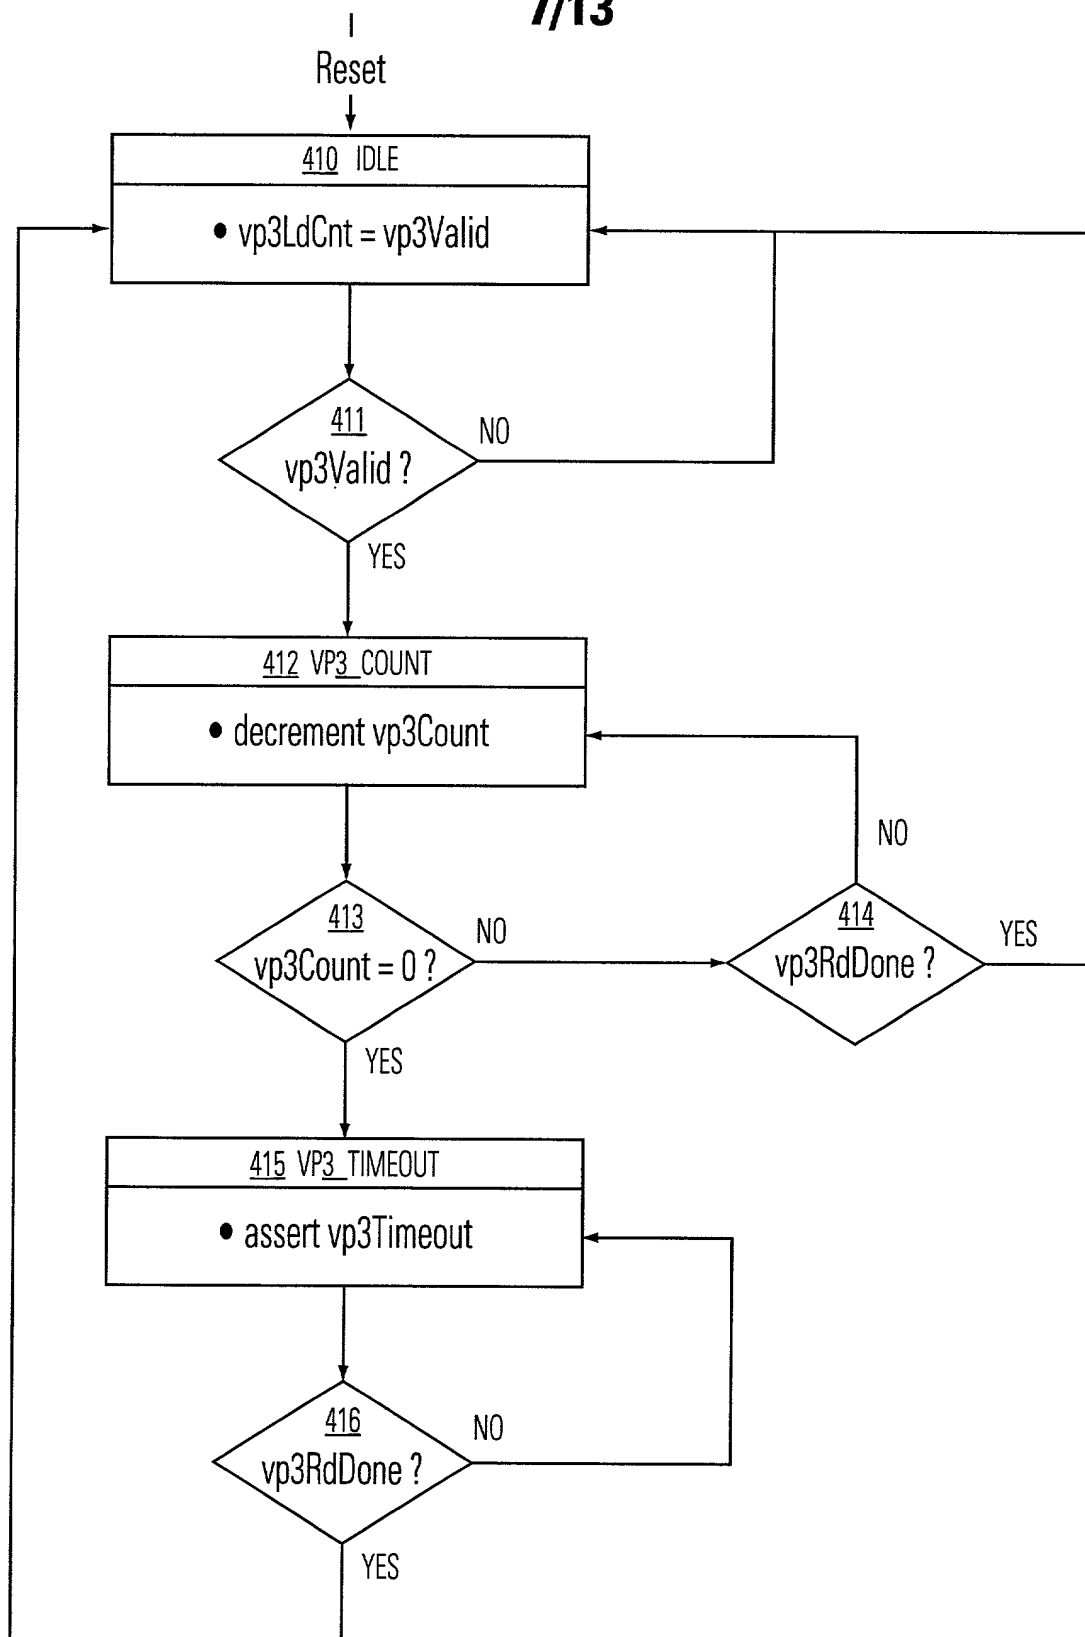 7/13
Reset
410 IDLE
• vp3LdCnt = vp3Valid
411
vp3Valid ?
NO
YES
412 VP3_COUNT
• decrement vp3Count
NO
413
vp3Count = 0 ?
NO
414
vp3RdDone ?
YES
YES
415 VP3_TIMEOUT
• assert vp3Timeout
416
vp3RdDone ?
NO
YES